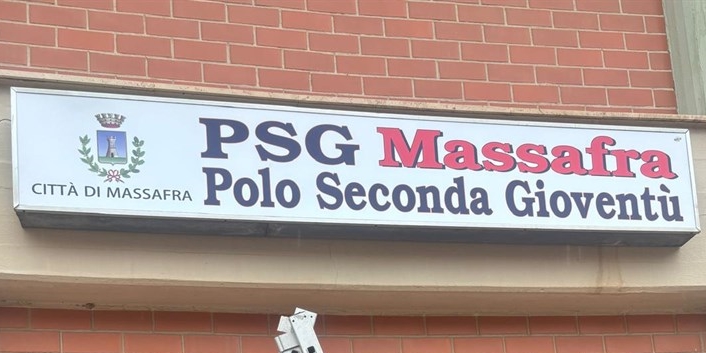 PSG Massafra
CITTÀ DI MASSAFRA
Polo Seconda Gioventù